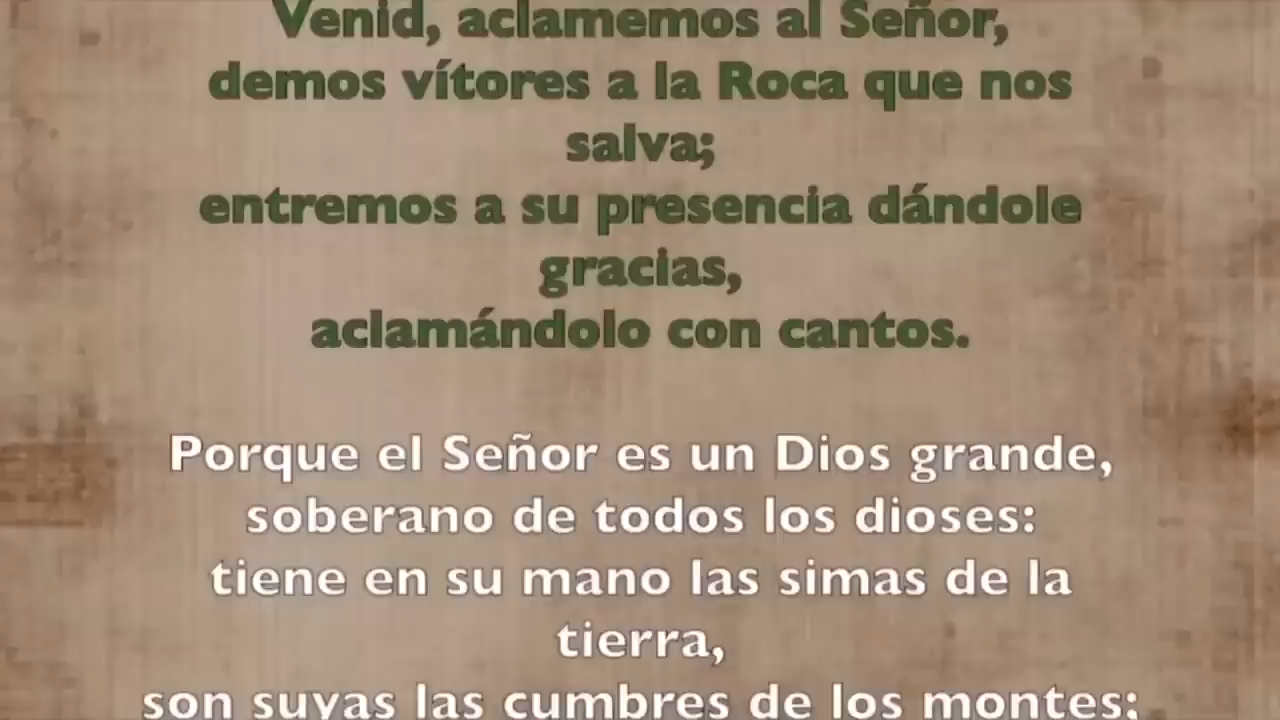 Venid, aclamemos al Señor,
demos vítores a la Roca que nos
salva;
entremos a su presencia dándole
gracias,
aclamándolo con cantos.
Porque el Señor es un Dios grande,
soberano de todos los dioses:
tiene en su mano las simas de la
tierra,
son suyas las cumbres de los montes;